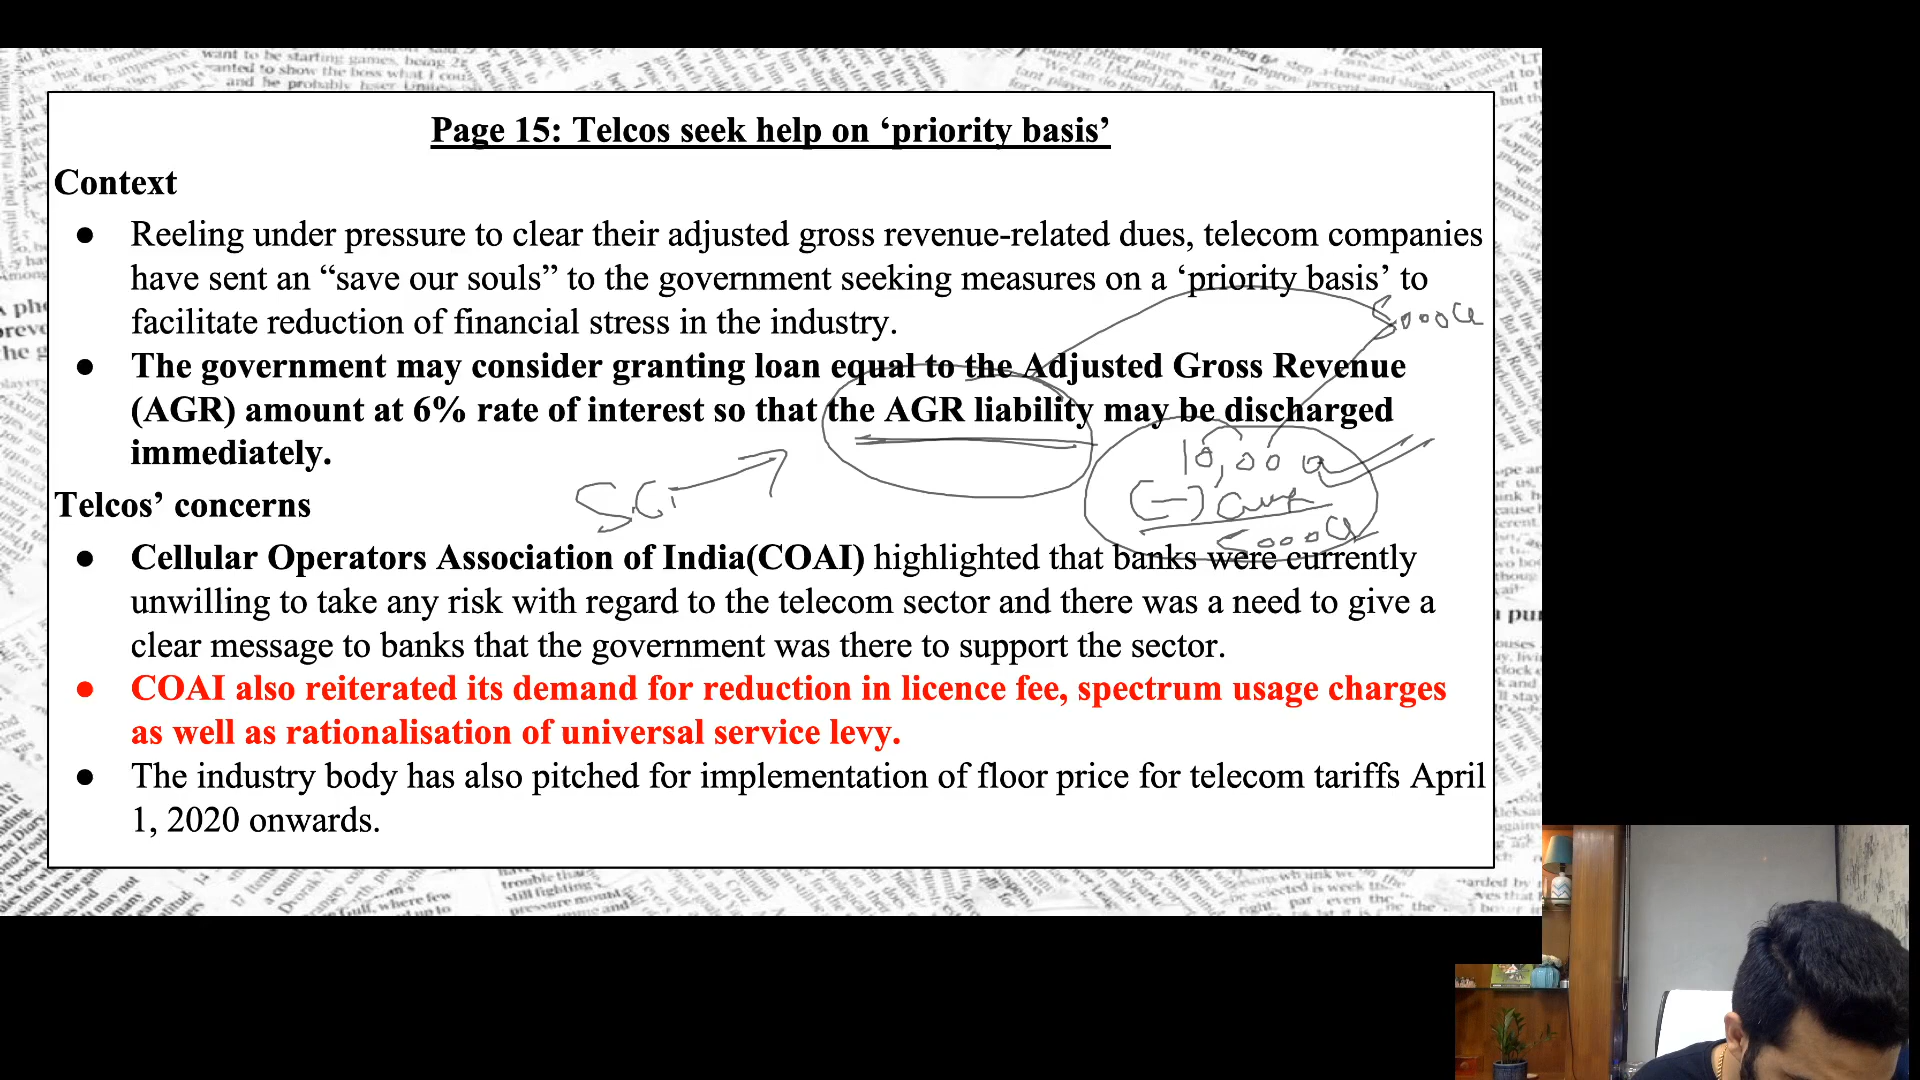 Page 15: Telcos seek help on ‘priority basis’
Context
● Reeling under pressure to clear their adjusted gross revenue-related dues, telecom companies
have sent an “save our souls” to the government seeking measures on a ‘priority basis’ to
facilitate reduction of financial stress in the industry.
5000
● The government may consider granting loan equal to the Adjusted Gross Revenue
(AGR) amount at 6% rate of interest so that the AGR liability may be discharged
immediately.
10,00
(-)
5000
Telcos’ concerns
● Cellular Operators Association of India(COAI) highlighted that banks were currently
unwilling to take any risk with regard to the telecom sector and there was a need to give a
clear message to banks that the government was there to support the sector.
● COAI also reiterated its demand for reduction in licence fee, spectrum usage charges
as well as rationalisation of universal service levy.
● The industry body has also pitched for implementation of floor price for telecom tariffs April
1, 2020 onwards.